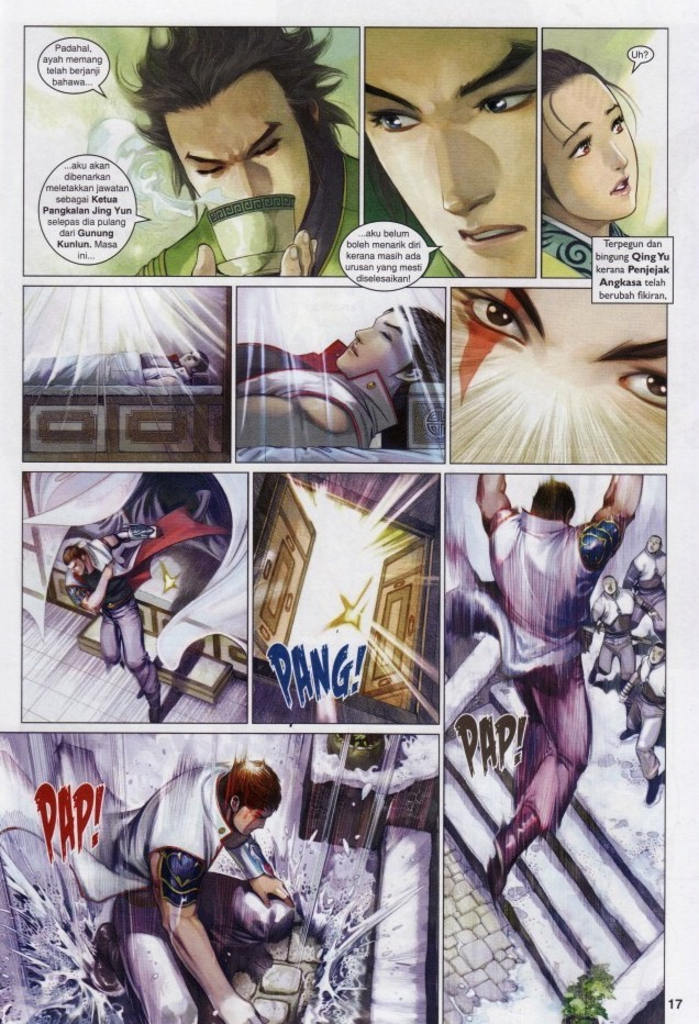 Padahal,
ayah memang
telah berjanji
bahawa...
...aku akan
dibenarkan
meletakkan jawatan
sebagai Ketua
Pangkalan Jing Yun
selepas dia pulang
dari Gunung
Kunlun. Masa
ini...
...aku belum
boleh menarik diri
kerana masih ada
urusan yang mesti
diselesaikan!
Uh?
Terpegun dan
bingung Qing Yu
kerana Penjejak
Angkasa telah
berubah fikiran.
PANG!
PAP!
PAP!
17